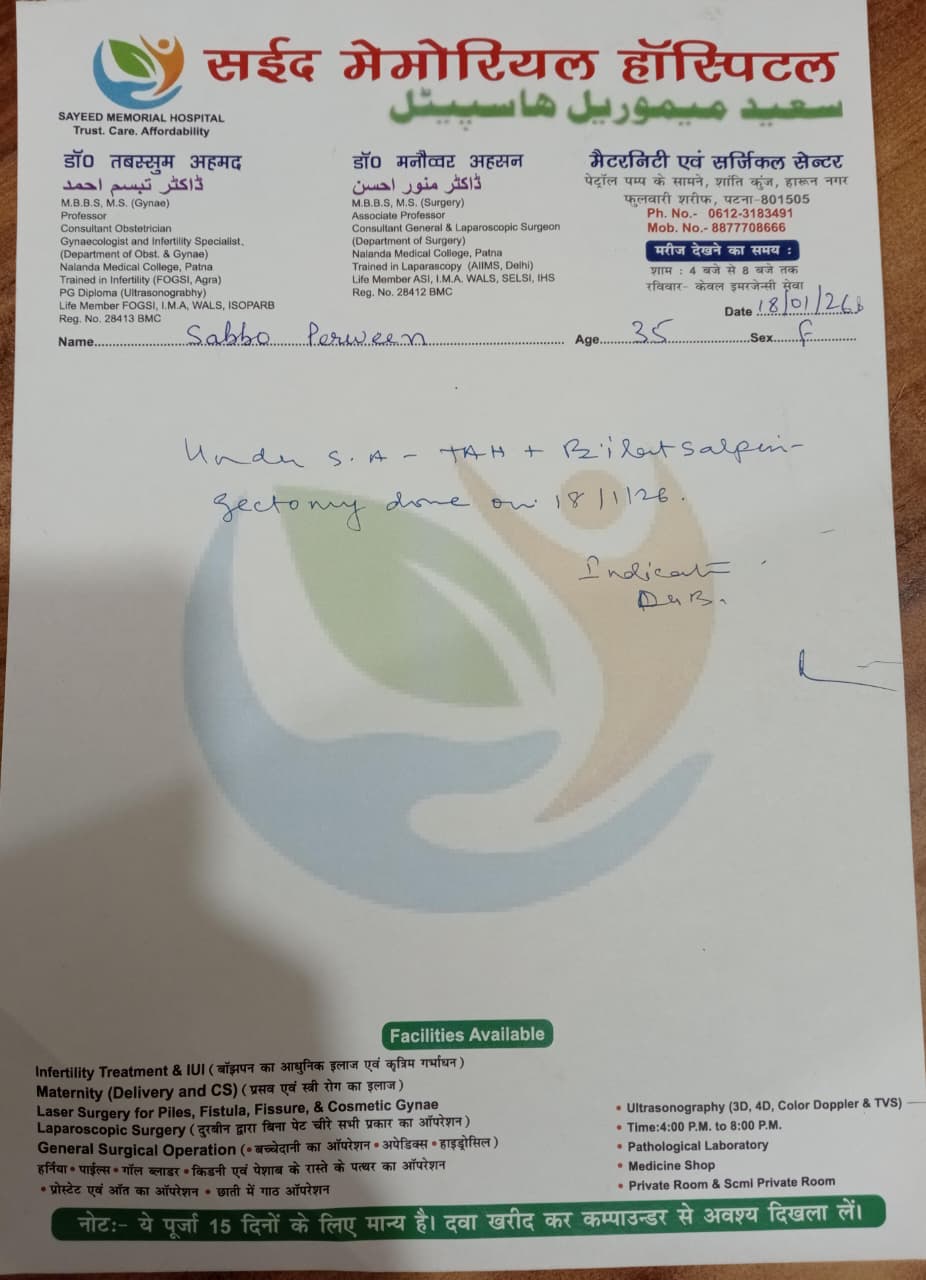 सईद मेमोरियल हॉस्पिटल
سعید میموریل هاسپیٹل
SAYEED MEMORIAL HOSPITAL
Trust. Care. Affordability
डॉ० तबस्सुम अहमद
ڈاکٹر تبسم احمد
M.B.B.S, M.S. (Gynae)
Professor
Consultant Obstetrician
Gynaecologist and Infertility Specialist.
(Department of Obst. & Gynae)
Nalanda Medical College, Patna
Trained in Infertility (FOGSI, Agra)
PG Diploma (Ultrasonograbhy)
Life Member FOGSI, I.M.A, WALS, ISOPARB
Reg. No. 28413 BMC
डॉ० मनौव्वर अहसन
ڈاکٹر منور احسن
M.B.B.S, M.S. (Surgery)
Associate Professor
Consultant General & Laparoscopic Surgeon
(Department of Surgery)
Nalanda Medical College, Patna
Trained in Laparascopy (AIIMS, Delhi)
Life Member ASI, I.M.A. WALS, SELSI, IHS
Reg. No. 28412 BMC
मैटरनिटी एवं सर्जिकल सेन्टर
पेट्रॉल पम्प के सामने, शांति कुंज, हारून नगर
फुलवारी शरीफ, पटना-801505
Ph. No.- 0612-3183491
Mob. No.- 8877708666
मरीज देखने का समय :
शाम : 4 बजे से 8 बजे तक
रविवार- केवल इमरजेन्सी सेवा
Date 18/01/26
Name Sabbo Perween Age 35 Sex F
Under S.A - TAH + Bilat Salpin-
gectomy done on 18/1/26.
Indicat
DUB.
Facilities Available
Infertility Treatment & IUI (बॉझपन का आधुनिक इलाज एवं कृत्रिम गर्भाधन)
Maternity (Delivery and CS) (प्रसव एवं स्त्री रोग का इलाज)
Laser Surgery for Piles, Fistula, Fissure, & Cosmetic Gynae
Laparoscopic Surgery (दुरबीन द्वारा बिना पेट चीरे सभी प्रकार का ऑपरेशन)
General Surgical Operation (• बच्चेदानी का ऑपरेशन • अपेडिक्स • हाइड्रोसिल)
हर्निया • पाईल्स • गॉल ब्लाडर • किडनी एवं पेशाब के रास्ते के पत्थर का ऑपरेशन
• प्रोस्टेट एवं आँत का ऑपरेशन • छाती में गाठ ऑपरेशन
• Ultrasonography (3D, 4D, Color Doppler & TVS)
• Time:4:00 P.M. to 8:00 P.M.
• Pathological Laboratory
• Medicine Shop
• Private Room & Scmi Private Room
नोट:- ये पूर्जा 15 दिनों के लिए मान्य है। दवा खरीद कर कम्पाउन्डर से अवश्य दिखला लें।